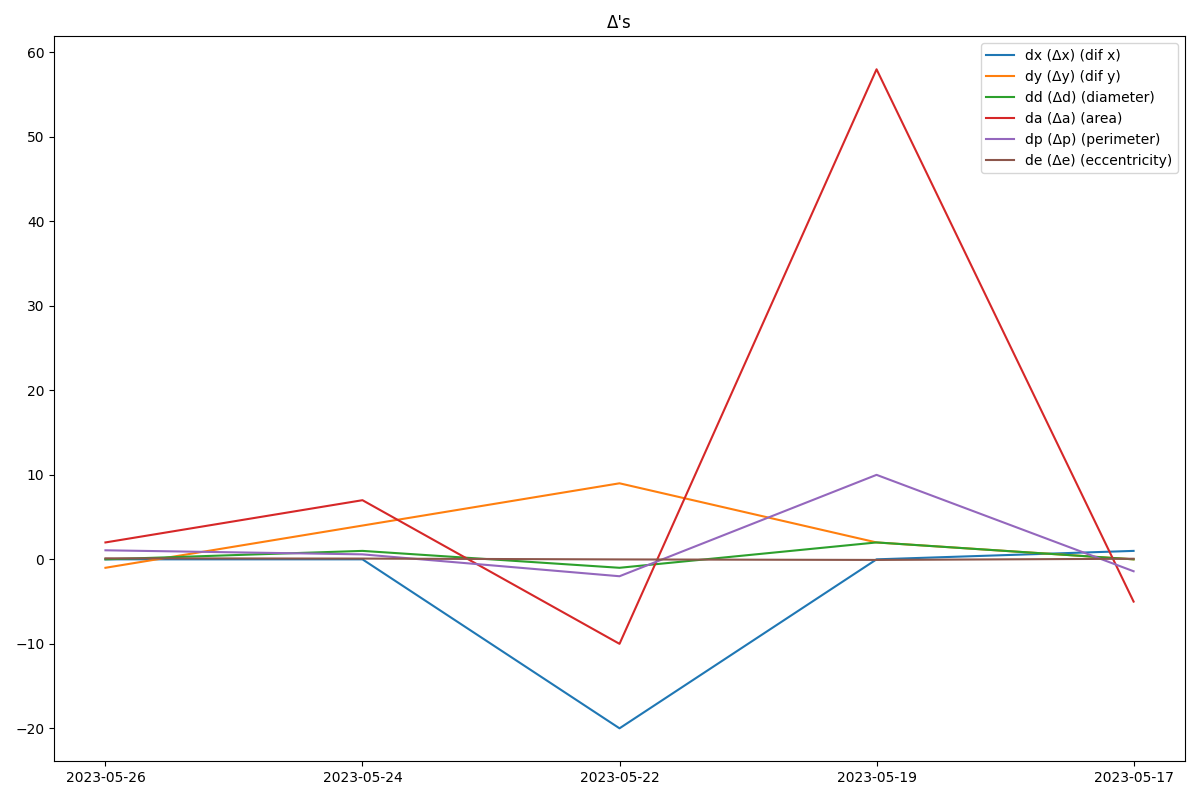 Δ's
dx (Δx) (dif x)
dy (Δy) (dif y)
dd (Δd) (diameter)
da (Δa) (area)
dp (Δp) (perimeter)
de (Δe) (eccentricity)
60
50
40
30
20
10
0
−10
−20
2023-05-26 2023-05-24 2023-05-22 2023-05-19 2023-05-17